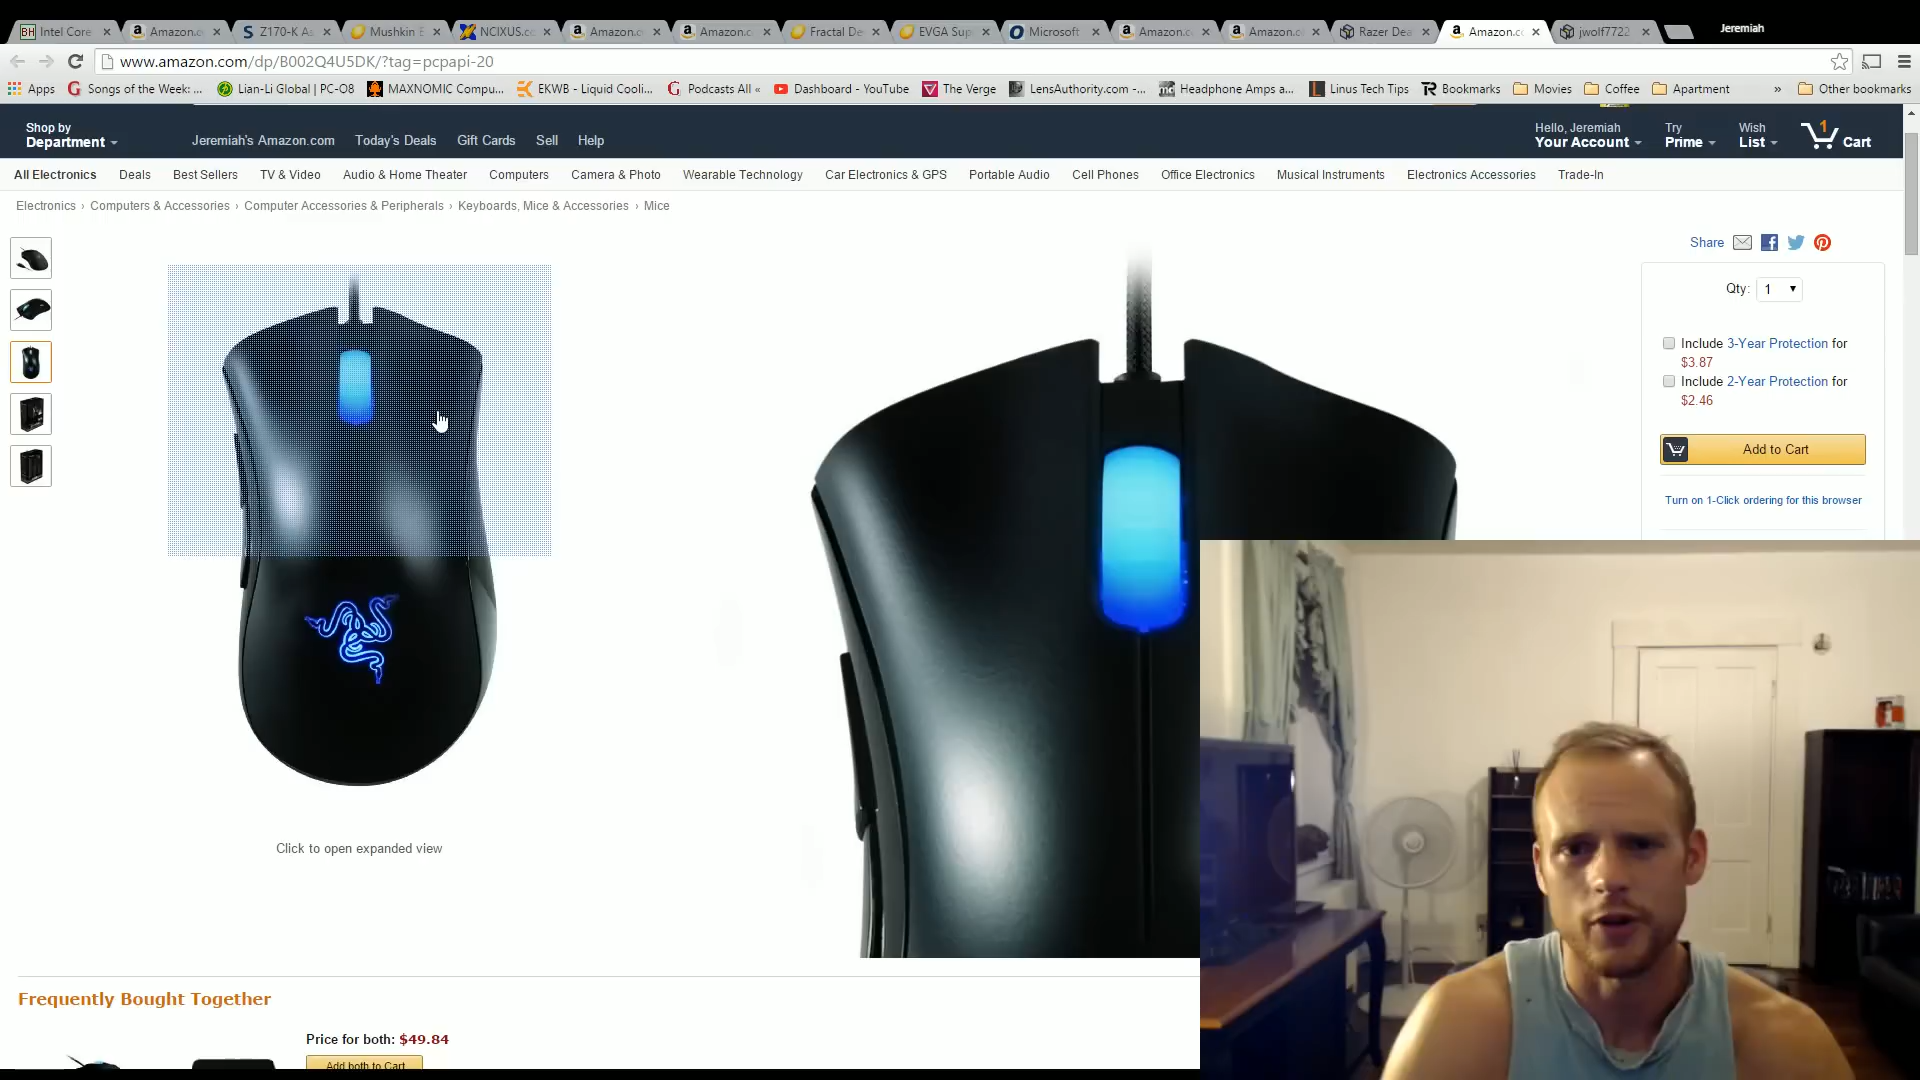 Intel Core
Amazon.c
Z170-K As
Mushkin E
NCIXUS.c
Amazon.c
Amazon.c
Fractal De
EVGA Sup
Microsoft
Amazon.c
Amazon.c
Razer Dea
Amazon.c
jwolf7722
Jeremiah
www.amazon.com/dp/B002Q4U5DK/?tag=pcpapi-20
Apps
Songs of the Week: ...
Lian-Li Global | PC-O8
MAXNOMIC Compu...
EKWB - Liquid Cooli...
Podcasts All «
Dashboard - YouTube
The Verge
LensAuthority.com -...
Headphone Amps a...
Linus Tech Tips
Bookmarks
Movies
Coffee
Apartment
»
Other bookmarks
Shop by
Department
Jeremiah's Amazon.com
Today's Deals
Gift Cards
Sell
Help
Hello, Jeremiah
Your Account
Try
Prime
Wish
List
1
Cart
All Electronics
Deals
Best Sellers
TV & Video
Audio & Home Theater
Computers
Camera & Photo
Wearable Technology
Car Electronics & GPS
Portable Audio
Cell Phones
Office Electronics
Musical Instruments
Electronics Accessories
Trade-In
Electronics › Computers & Accessories › Computer Accessories & Peripherals › Keyboards, Mice & Accessories › Mice
Share
Qty: 1
Include 3-Year Protection for
$3.87
Include 2-Year Protection for
$2.46
Add to Cart
Turn on 1-Click ordering for this browser
Click to open expanded view
Frequently Bought Together
Price for both: $49.84
Add both to Cart